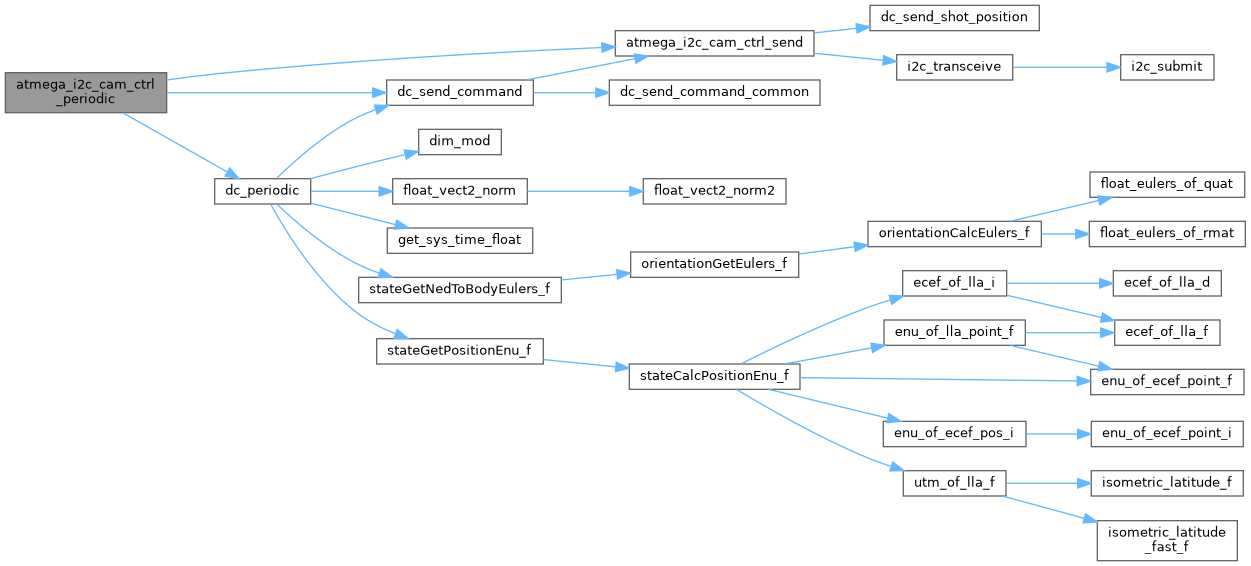 dc_send_shot_position
atmega_i2c_cam_ctrl_send
i2c_transceive
i2c_submit
atmega_i2c_cam_ctrl
_periodic
dc_send_command
dc_send_command_common
dim_mod
dc_periodic
float_vect2_norm
float_vect2_norm2
float_eulers_of_quat
get_sys_time_float
orientationCalcEulers_f
float_eulers_of_rmat
orientationGetEulers_f
stateGetNedToBodyEulers_f
ecef_of_lla_i
ecef_of_lla_d
enu_of_lla_point_f
ecef_of_lla_f
stateGetPositionEnu_f
stateCalcPositionEnu_f
enu_of_ecef_point_f
enu_of_ecef_pos_i
enu_of_ecef_point_i
utm_of_lla_f
isometric_latitude_f
isometric_latitude
_fast_f